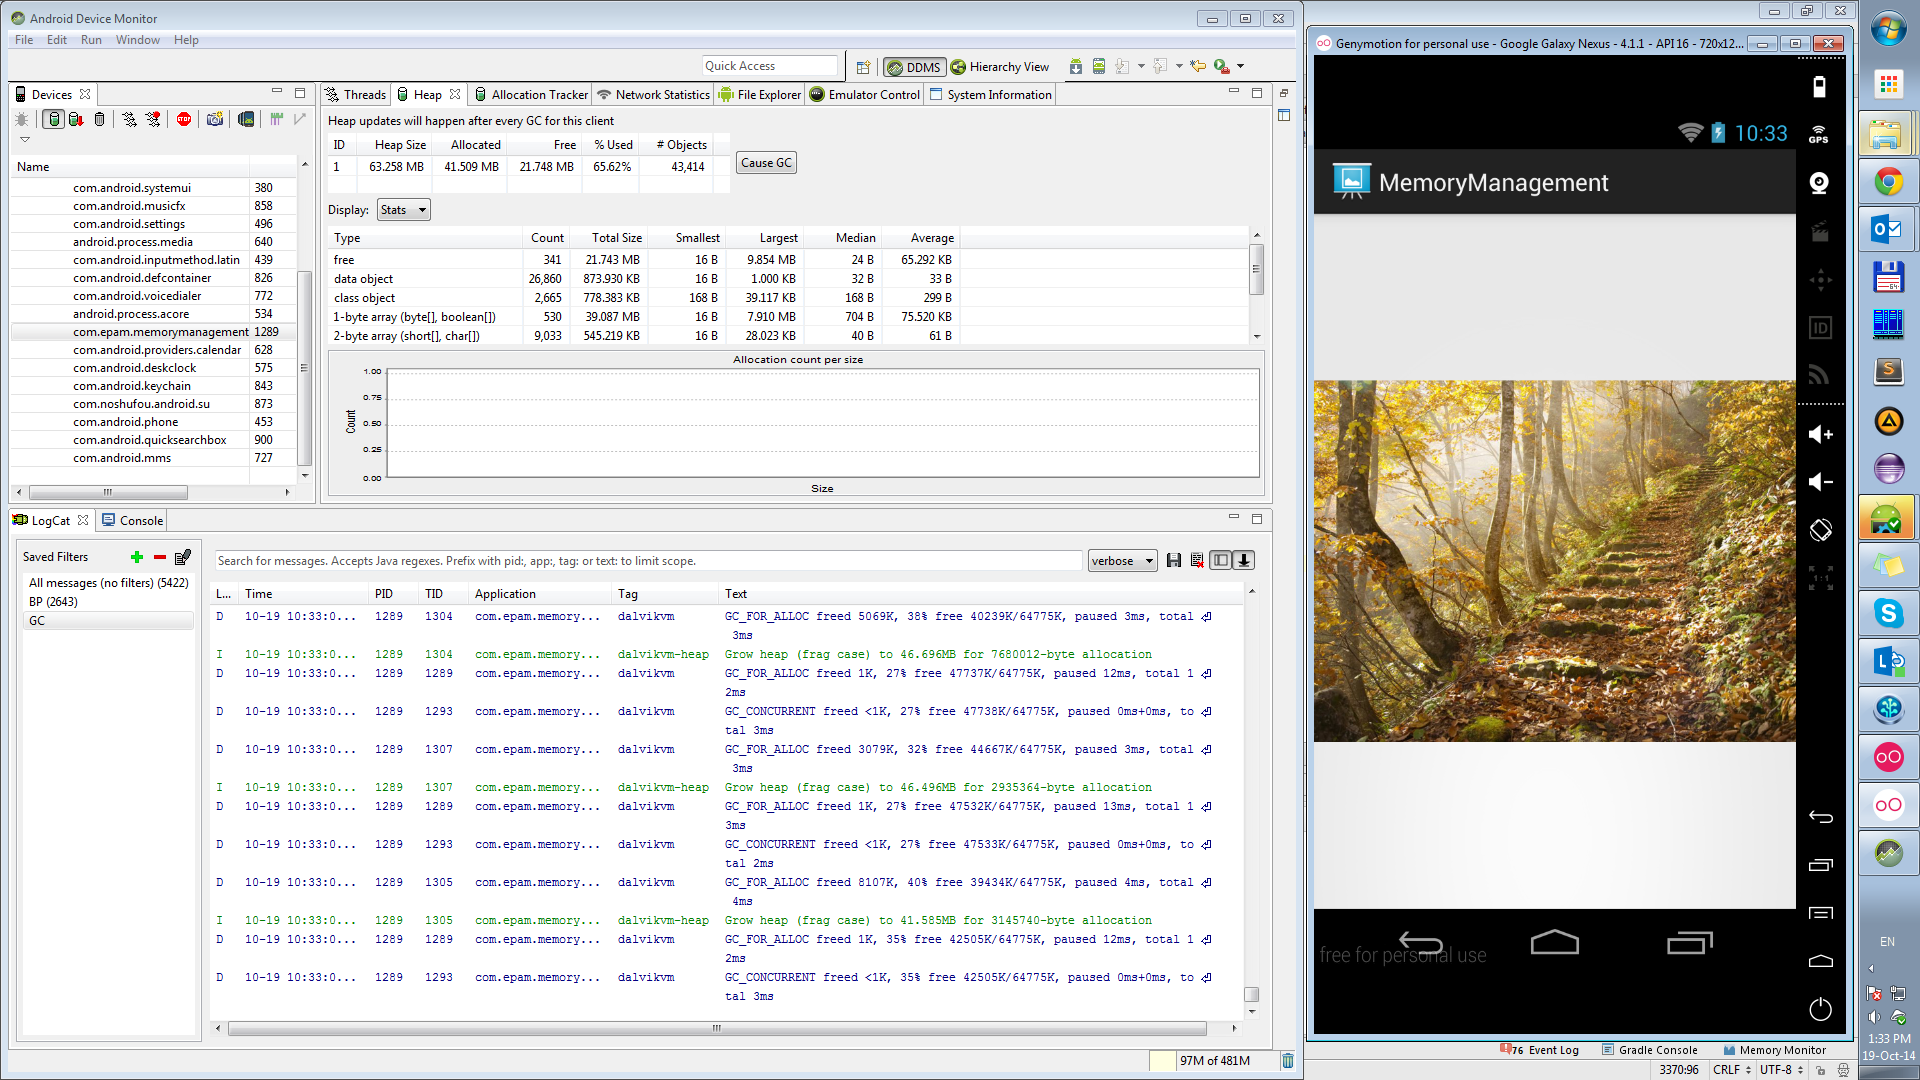 Android Device Monitor
File Edit Run Window Help
Quick Access
DDMS
Hierarchy View
Devices
Name
com.android.systemui 380
com.android.musicfx 858
com.android.settings 496
android.process.media 640
com.android.inputmethod.latin 439
com.android.defcontainer 826
com.android.voicedialer 772
android.process.acore 534
com.epam.memorymanagement 1289
com.android.providers.calendar 628
com.android.deskclock 575
com.android.keychain 843
com.noshufou.android.su 873
com.android.phone 453
com.android.quicksearchbox 900
com.android.mms 727
Threads Heap Allocation Tracker Network Statistics File Explorer Emulator Control System Information
Heap updates will happen after every GC for this client
ID Heap Size Allocated Free % Used # Objects
1 63.258 MB 41.509 MB 21.748 MB 65.62% 43,414
Cause GC
Display: Stats
Type Count Total Size Smallest Largest Median Average
free 341 21.743 MB 16 B 9.854 MB 24 B 65.292 KB
data object 26,860 873.930 KB 16 B 1.000 KB 32 B 33 B
class object 2,665 778.383 KB 168 B 39.117 KB 168 B 299 B
1-byte array (byte[], boolean[]) 530 39.087 MB 16 B 7.910 MB 704 B 75.520 KB
2-byte array (short[], char[]) 9,033 545.219 KB 16 B 28.023 KB 40 B 61 B
Allocation count per size
1.00
0.75
0.50
0.25
0.00
Count
Size
LogCat Console
Saved Filters
All messages (no filters) (5422)
BP (2643)
GC
Search for messages. Accepts Java regexes. Prefix with pid:, app:, tag: or text: to limit scope.
verbose
L... Time PID TID Application Tag Text
D 10-19 10:33:0... 1289 1304 com.epam.memory... dalvikvm GC_FOR_ALLOC freed 5069K, 38% free 40239K/64775K, paused 3ms, total
3ms
I 10-19 10:33:0... 1289 1304 com.epam.memory... dalvikvm-heap Grow heap (frag case) to 46.696MB for 7680012-byte allocation
D 10-19 10:33:0... 1289 1289 com.epam.memory... dalvikvm GC_FOR_ALLOC freed 1K, 27% free 47737K/64775K, paused 12ms, total 1
2ms
D 10-19 10:33:0... 1289 1293 com.epam.memory... dalvikvm GC_CONCURRENT freed <1K, 27% free 47738K/64775K, paused 0ms+0ms, to
tal 3ms
D 10-19 10:33:0... 1289 1307 com.epam.memory... dalvikvm GC_FOR_ALLOC freed 3079K, 32% free 44667K/64775K, paused 3ms, total
3ms
I 10-19 10:33:0... 1289 1307 com.epam.memory... dalvikvm-heap Grow heap (frag case) to 46.496MB for 2935364-byte allocation
D 10-19 10:33:0... 1289 1289 com.epam.memory... dalvikvm GC_FOR_ALLOC freed 1K, 27% free 47532K/64775K, paused 13ms, total 1
3ms
D 10-19 10:33:0... 1289 1293 com.epam.memory... dalvikvm GC_CONCURRENT freed <1K, 27% free 47533K/64775K, paused 0ms+0ms, to
tal 2ms
D 10-19 10:33:0... 1289 1305 com.epam.memory... dalvikvm GC_FOR_ALLOC freed 8107K, 40% free 39434K/64775K, paused 4ms, total
4ms
I 10-19 10:33:0... 1289 1305 com.epam.memory... dalvikvm-heap Grow heap (frag case) to 41.585MB for 3145740-byte allocation
D 10-19 10:33:0... 1289 1289 com.epam.memory... dalvikvm GC_FOR_ALLOC freed 1K, 35% free 42505K/64775K, paused 12ms, total 1
2ms
D 10-19 10:33:0... 1289 1293 com.epam.memory... dalvikvm GC_CONCURRENT freed <1K, 35% free 42505K/64775K, paused 0ms+0ms, to
tal 3ms
97M of 481M
Genymotion for personal use - Google Galaxy Nexus - 4.1.1 - API 16 - 720x12...
10:33
GPS
MemoryManagement
ID
1:1
free for personal use
76 Event Log Gradle Console Memory Monitor
3370:96 CRLF UTF-8
EN
1:33 PM
19-Oct-14